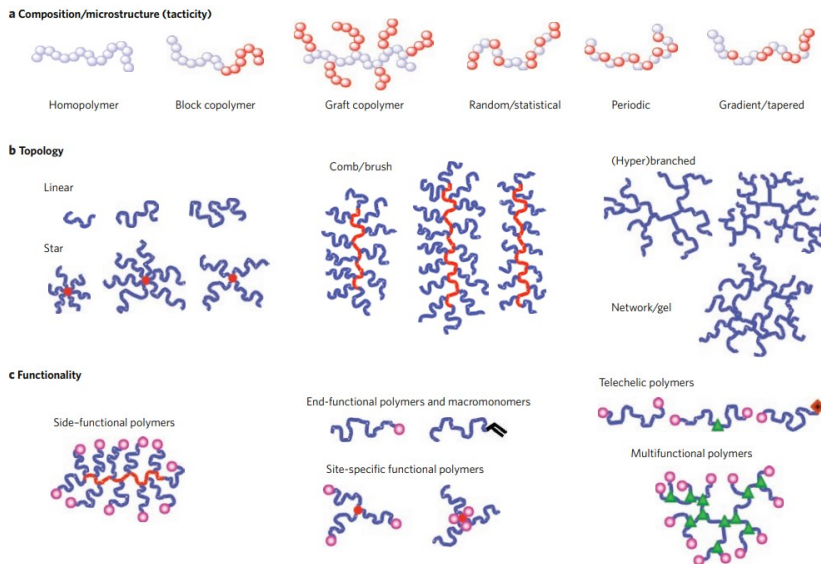 a Composition/microstructure (tacticity)
Homopolymer
Block copolymer
Graft copolymer
Random/statistical
Periodic
Gradient/tapered
b Topology
Linear
Star
Comb/brush
(Hyper)branched
Network/gel
c Functionality
Side–functional polymers
End-functional polymers and macromonomers
Site-specific functional polymers
Telechelic polymers
Multifunctional polymers